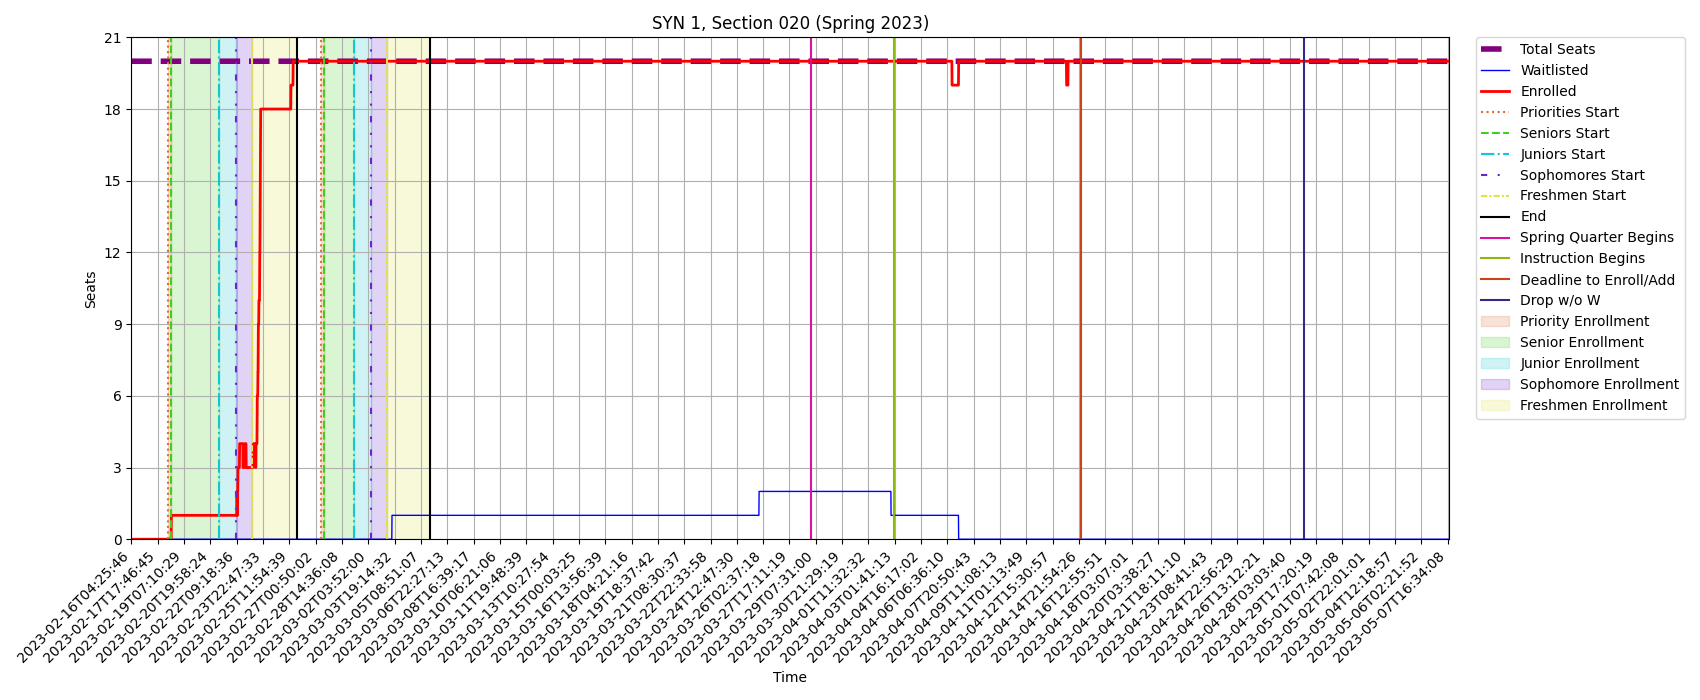 SYN 1, Section 020 (Spring 2023)
Seats
21
18
15
12
9
6
3
0
2023-02-16T04:25:46
2023-02-17T17:46:45
2023-02-19T07:10:29
2023-02-20T19:58:24
2023-02-22T09:18:36
2023-02-23T22:47:33
2023-02-25T11:54:39
2023-02-27T00:50:02
2023-02-28T14:36:08
2023-03-02T03:52:00
2023-03-03T19:14:32
2023-03-05T08:51:07
2023-03-06T22:27:13
2023-03-08T16:39:17
2023-03-10T06:21:06
2023-03-11T19:48:39
2023-03-13T10:27:54
2023-03-15T00:03:25
2023-03-16T13:56:39
2023-03-18T04:21:16
2023-03-19T18:37:42
2023-03-21T08:30:37
2023-03-22T22:33:58
2023-03-24T12:47:30
2023-03-26T02:37:18
2023-03-27T17:11:19
2023-03-29T07:31:00
2023-03-30T21:29:19
2023-04-01T11:32:32
2023-04-03T01:41:13
2023-04-04T16:17:02
2023-04-06T06:36:10
2023-04-07T20:50:43
2023-04-09T11:08:13
2023-04-11T01:13:49
2023-04-12T15:30:57
2023-04-14T21:54:26
2023-04-16T12:55:51
2023-04-18T03:07:01
2023-04-20T03:38:27
2023-04-21T18:11:10
2023-04-23T08:41:43
2023-04-24T22:56:29
2023-04-26T13:12:21
2023-04-28T03:03:40
2023-04-29T17:20:19
2023-05-01T07:42:08
2023-05-02T22:01:01
2023-05-04T12:18:57
2023-05-06T02:21:52
2023-05-07T16:34:08
Time
Total Seats
Waitlisted
Enrolled
Priorities Start
Seniors Start
Juniors Start
Sophomores Start
Freshmen Start
End
Spring Quarter Begins
Instruction Begins
Deadline to Enroll/Add
Drop w/o W
Priority Enrollment
Senior Enrollment
Junior Enrollment
Sophomore Enrollment
Freshmen Enrollment